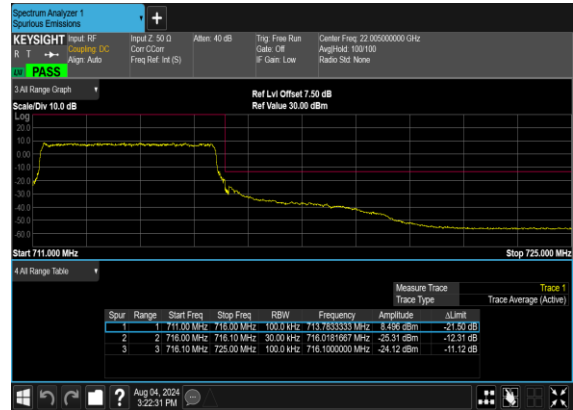 Spectrum Analyzer 1
Spurious Emissions
KEYSIGHT Input: RF Input Z: 50 Ω Atten: 40 dB Trig: Free Run Center Freq: 22.005000000 GHz
R T Coupling: DC Corr CCorr Gate: Off Avg|Hold: 100/100
Align: Auto Freq Ref: Int (S) IF Gain: Low Radio Std: None
LW PASS
3 All Range Graph
Ref Lvl Offset 7.50 dB
Scale/Div 10.0 dB Ref Value 30.00 dBm
Log
20.0
10.0
0.00
-10.0
-20.0
-30.0
-40.0
-50.0
-60.0
Start 711.000 MHz Stop 725.000 MHz
4 All Range Table
Measure Trace Trace 1
Trace Type Trace Average (Active)
Spur Range Start Freq Stop Freq RBW Frequency Amplitude ΔLimit
1 1 711.00 MHz 716.00 MHz 100.0 kHz 713.7833333 MHz 8.496 dBm -21.50 dB
2 2 716.00 MHz 716.10 MHz 30.00 kHz 716.0181667 MHz -25.31 dBm -12.31 dB
3 3 716.10 MHz 725.00 MHz 100.0 kHz 716.1000000 MHz -24.12 dBm -11.12 dB
Aug 04, 2024
3:22:31 PM